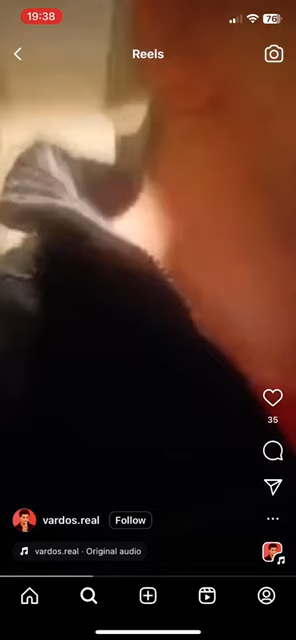 19:38
76
Reels
35
vardos.real
Follow
vardos.real · Original audio